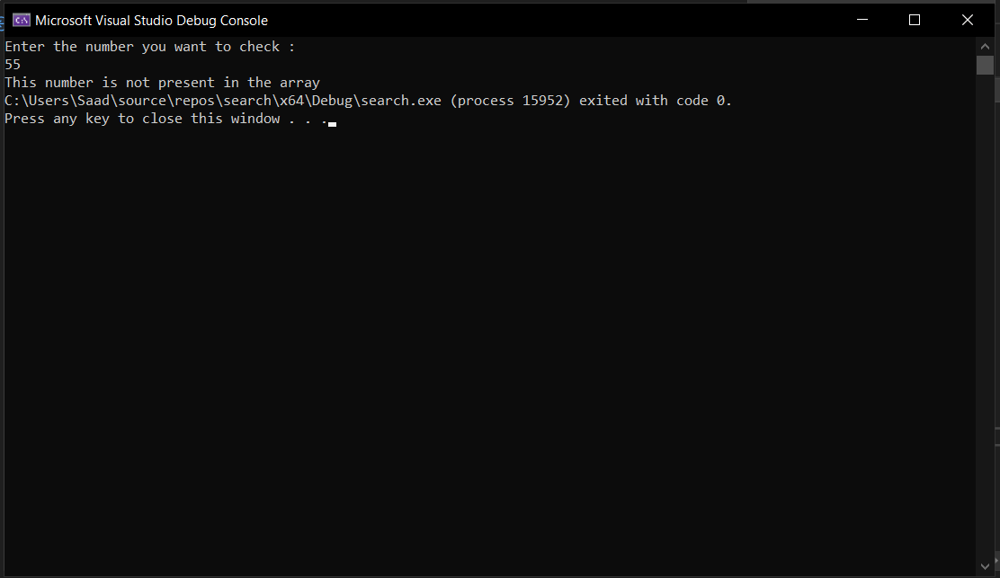 Microsoft Visual Studio Debug Console
Enter the number you want to check :
55
This number is not present in the array
C:\Users\Saad\source\repos\search\x64\Debug\search.exe (process 15952) exited with code 0.
Press any key to close this window . . .